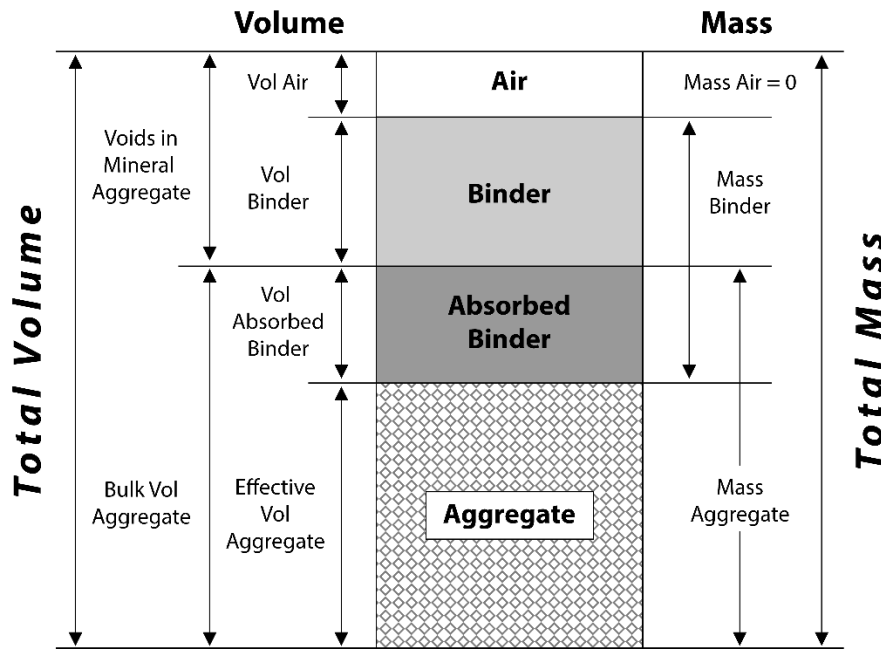 Volume
Mass
Vol Air
Air
Mass Air = 0
Voids in
Mineral
Aggregate
Vol
Binder
Binder
Mass
Binder
Total Volume
Total Mass
Vol
Absorbed
Binder
Absorbed
Binder
Bulk Vol
Aggregate
Effective
Vol
Aggregate
Aggregate
Mass
Aggregate